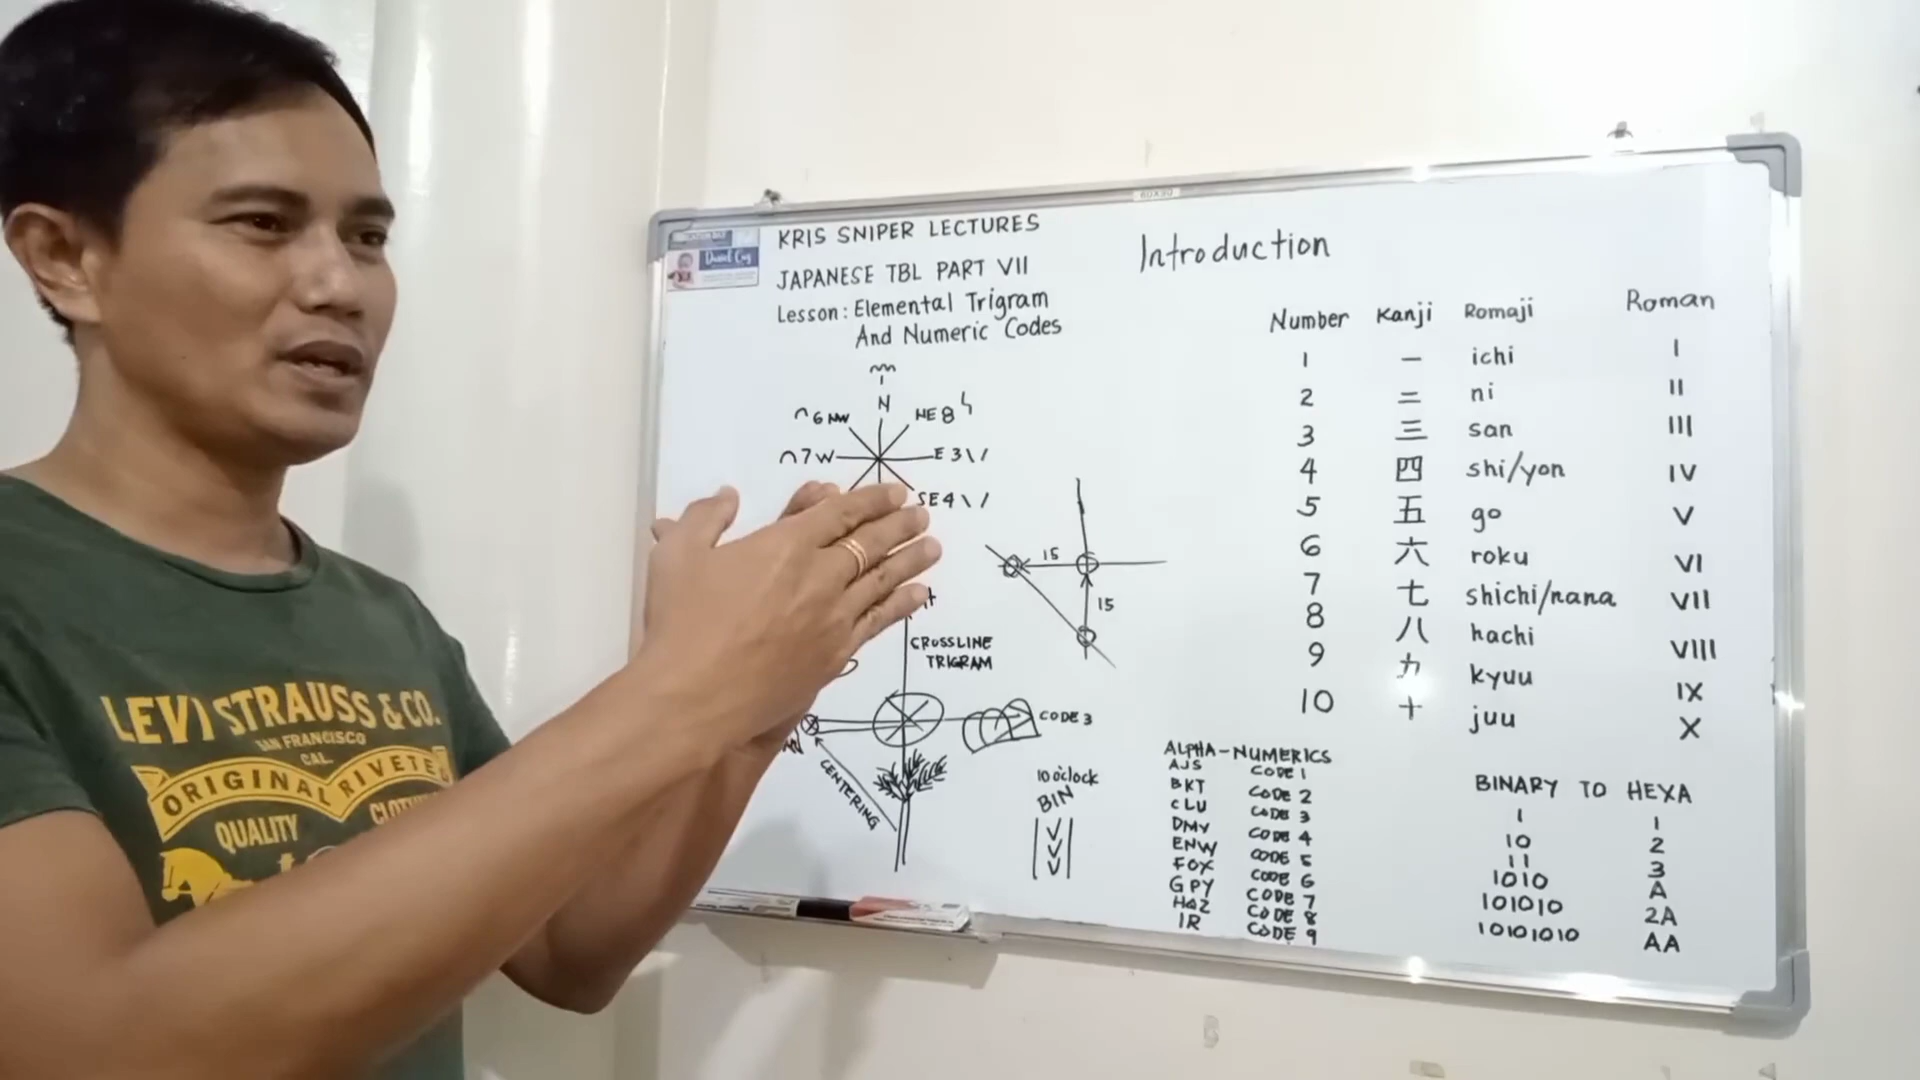 KRIS SNIPER LECTURES
JAPANESE TBL PART VII
Lesson: Elemental Trigram
And Numeric Codes
Daniel
N
6 NW
NE 8
7 W
E 3 \ /
SE 4 \ /
15
15
CROSSLINE
TRIGRAM
CODE 3
CENTERING
10 o'clock
BIN
V
V
V
Introduction
Number Kanji Romaji Roman
1 一 ichi I
2 二 ni II
3 三 san III
4 四 shi/yon IV
5 五 go V
6 六 roku VI
7 七 shichi/nana VII
8 八 hachi VIII
9 九 kyuu IX
10 十 juu X
ALPHA-NUMERICS
AJS CODE 1
BKT CODE 2
CLU CODE 3
DMV CODE 4
ENW CODE 5
FOX CODE 6
GPY CODE 7
HQZ CODE 8
IR CODE 9
BINARY TO HEXA
1 1
10 2
11 3
1010 A
101010 2A
10101010 AA
60X90
LEVI STRAUSS & CO.
SAN FRANCISCO
CAL.
ORIGINAL RIVETE
QUALITY CLOTH